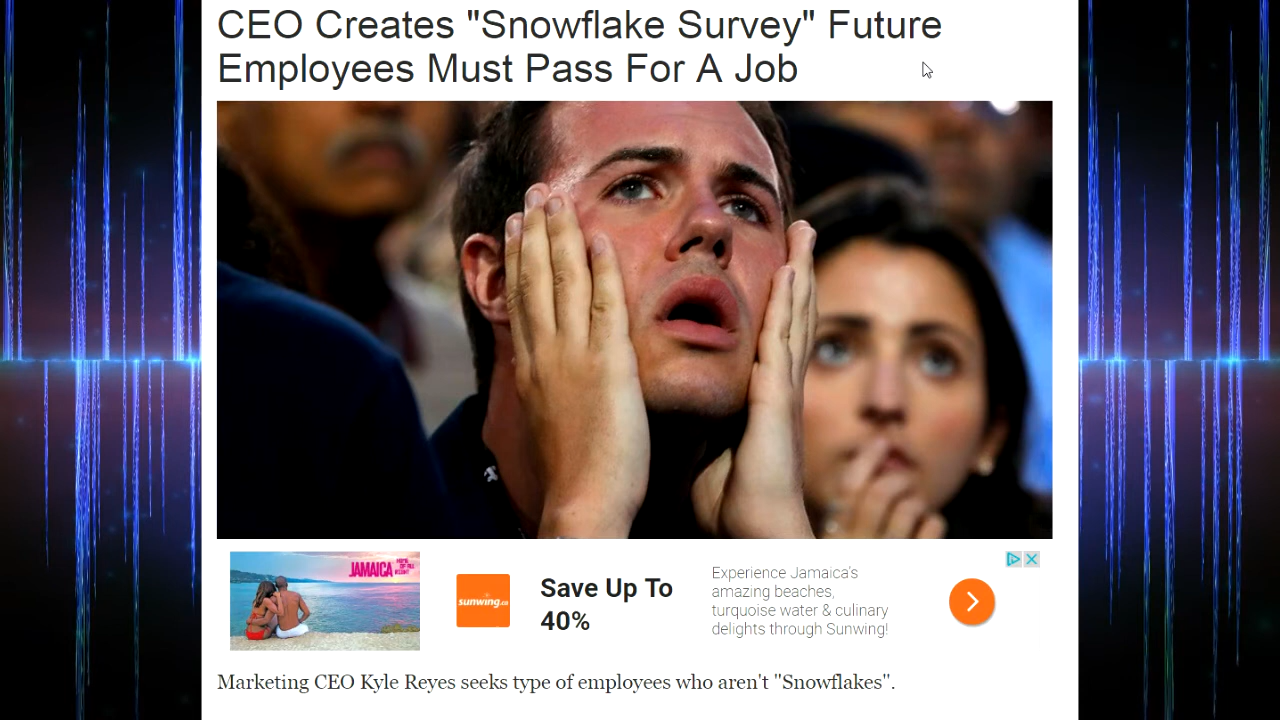 CEO Creates "Snowflake Survey" Future
Employees Must Pass For A Job
JAMAICA
sunwing.ca
Save Up To
40%
Experience Jamaica's
amazing beaches,
turquoise water & culinary
delights through Sunwing!
Marketing CEO Kyle Reyes seeks type of employees who aren't "Snowflakes".